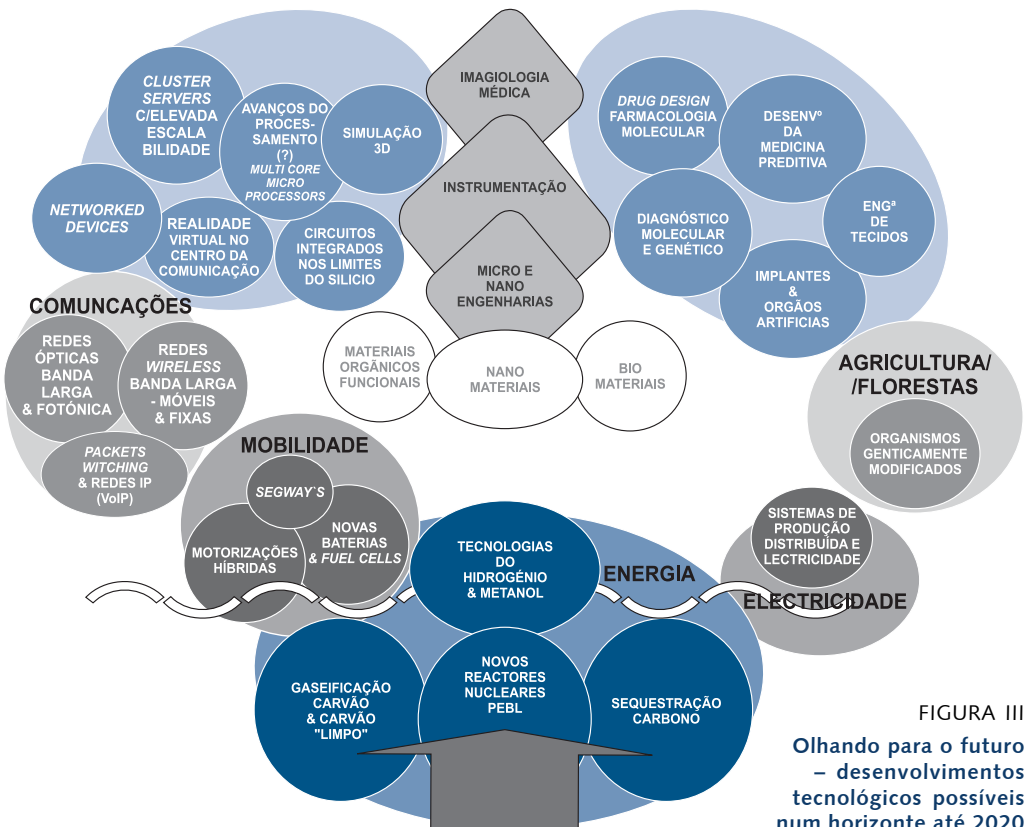 CLUSTER
SERVERS
C/ELEVADA
ESCALA
BILIDADE
AVANÇOS DO
PROCES-
SAMENTO
(?)
MULTI CORE
MICRO
PROCESSORS
SIMULAÇÃO
3D
NETWORKED
DEVICES
REALIDADE
VIRTUAL NO
CENTRO DA
COMUNICAÇÃO
CIRCUITOS
INTEGRADOS
NOS LIMITES
DO SILICIO
IMAGIOLOGIA
MÉDICA
INSTRUMENTAÇÃO
MICRO E
NANO
ENGENHARIAS
DRUG DESIGN
FARMACOLOGIA
MOLECULAR
DESENVº
DA
MEDICINA
PREDITIVA
DIAGNÓSTICO
MOLECULAR
E GENÉTICO
ENGª
DE
TECIDOS
IMPLANTES
&
ORGÃOS
ARTIFICIAS
COMUNCAÇÕES
REDES
ÓPTICAS
BANDA
LARGA
& FOTÓNICA
REDES
WIRELESS
BANDA LARGA
- MÓVEIS
& FIXAS
PACKETS
WITCHING
& REDES IP
(VoIP)
MATERIAIS
ORGÂNICOS
FUNCIONAIS
NANO
MATERIAIS
BIO
MATERIAIS
AGRICULTURA/
/FLORESTAS
ORGANISMOS
GENTICAMENTE
MODIFICADOS
MOBILIDADE
SEGWAY`S
MOTORIZAÇÕES
HÍBRIDAS
NOVAS
BATERIAS
& FUEL CELLS
TECNOLOGIAS
DO
HIDROGÉNIO
& METANOL
ENERGIA
SISTEMAS DE
PRODUÇÃO
DISTRIBUÍDA E
LECTRICIDADE
ELECTRICIDADE
GASEIFICAÇÃO
CARVÃO
& CARVÃO
"LIMPO"
NOVOS
REACTORES
NUCLEARES
PEBL
SEQUESTRAÇÃO
CARBONO
FIGURA III
Olhando para o futuro
– desenvolvimentos
tecnológicos possíveis
num horizonte até 2020